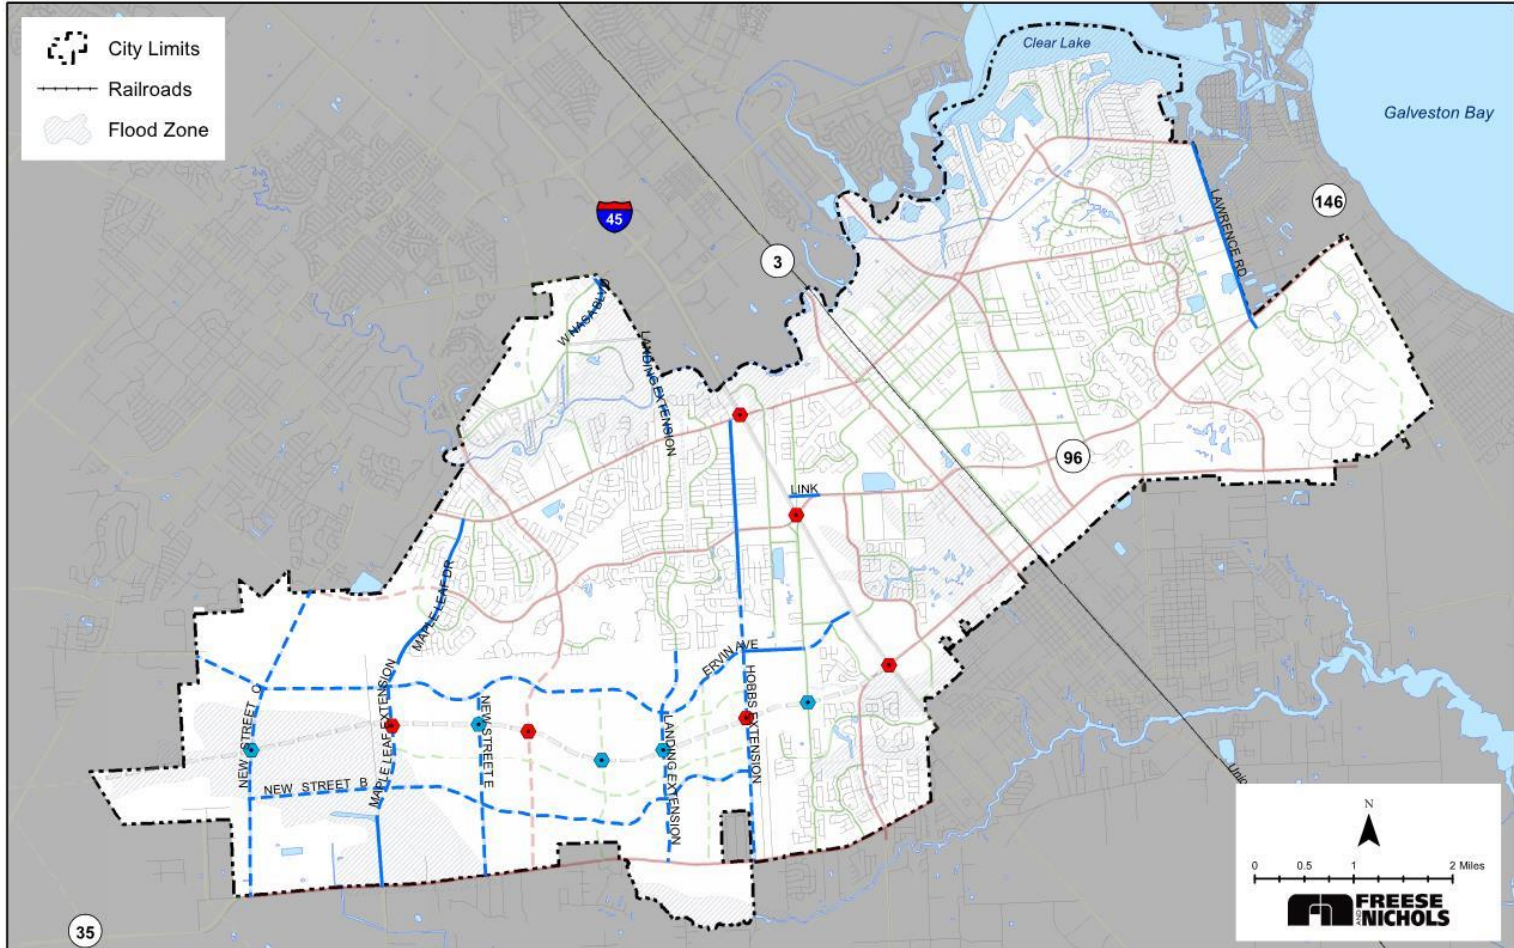 City Limits
Railroads
Flood Zone
Clear Lake
Galveston Bay
45
146
3
LAWRENCE RD
W NASA BLVD
LANDING EXTENSION
96
LINK
MAPLE LEAF DR
ERVIN AVE
MAPLE LEAF EXTENSION
NEW STREET C
NEW STREET E
HOBBS EXTENSION
LANDING EXTENSION
NEW STREET B
35
N
0 0.5 1 2 Miles
FREESE
AND
NICHOLS